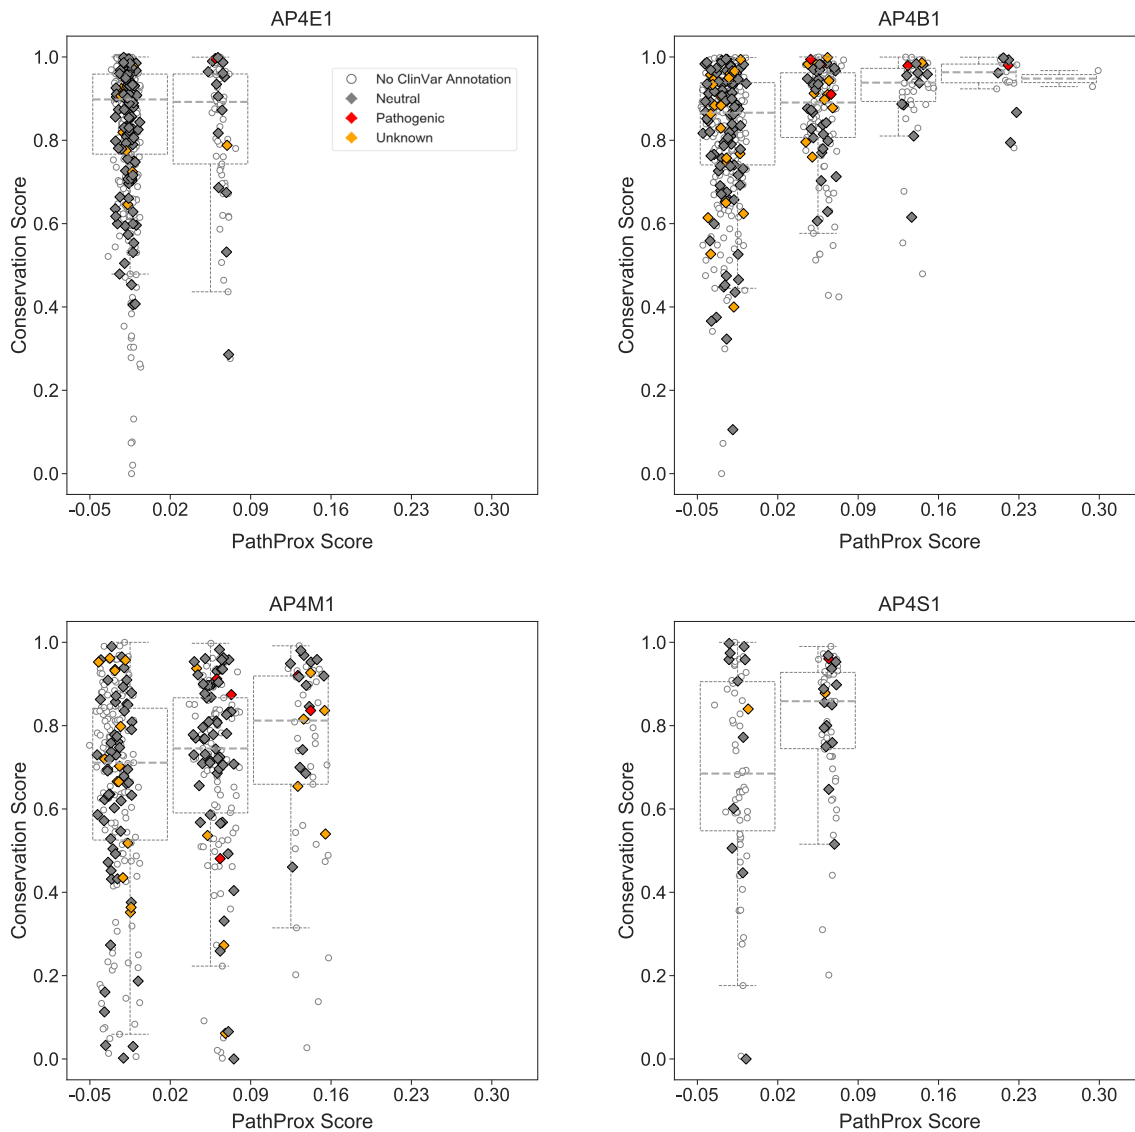 AP4E1
1.0
0.8
0.6
0.4
0.2
0.0
Conservation Score
No ClinVar Annotation
Neutral
Pathogenic
Unknown
-0.05 0.02 0.09 0.16 0.23 0.30
PathProx Score
AP4B1
1.0
0.8
0.6
0.4
0.2
0.0
Conservation Score
-0.05 0.02 0.09 0.16 0.23 0.30
PathProx Score
AP4M1
1.0
0.8
0.6
0.4
0.2
0.0
Conservation Score
-0.05 0.02 0.09 0.16 0.23 0.30
PathProx Score
AP4S1
1.0
0.8
0.6
0.4
0.2
0.0
Conservation Score
-0.05 0.02 0.09 0.16 0.23 0.30
PathProx Score